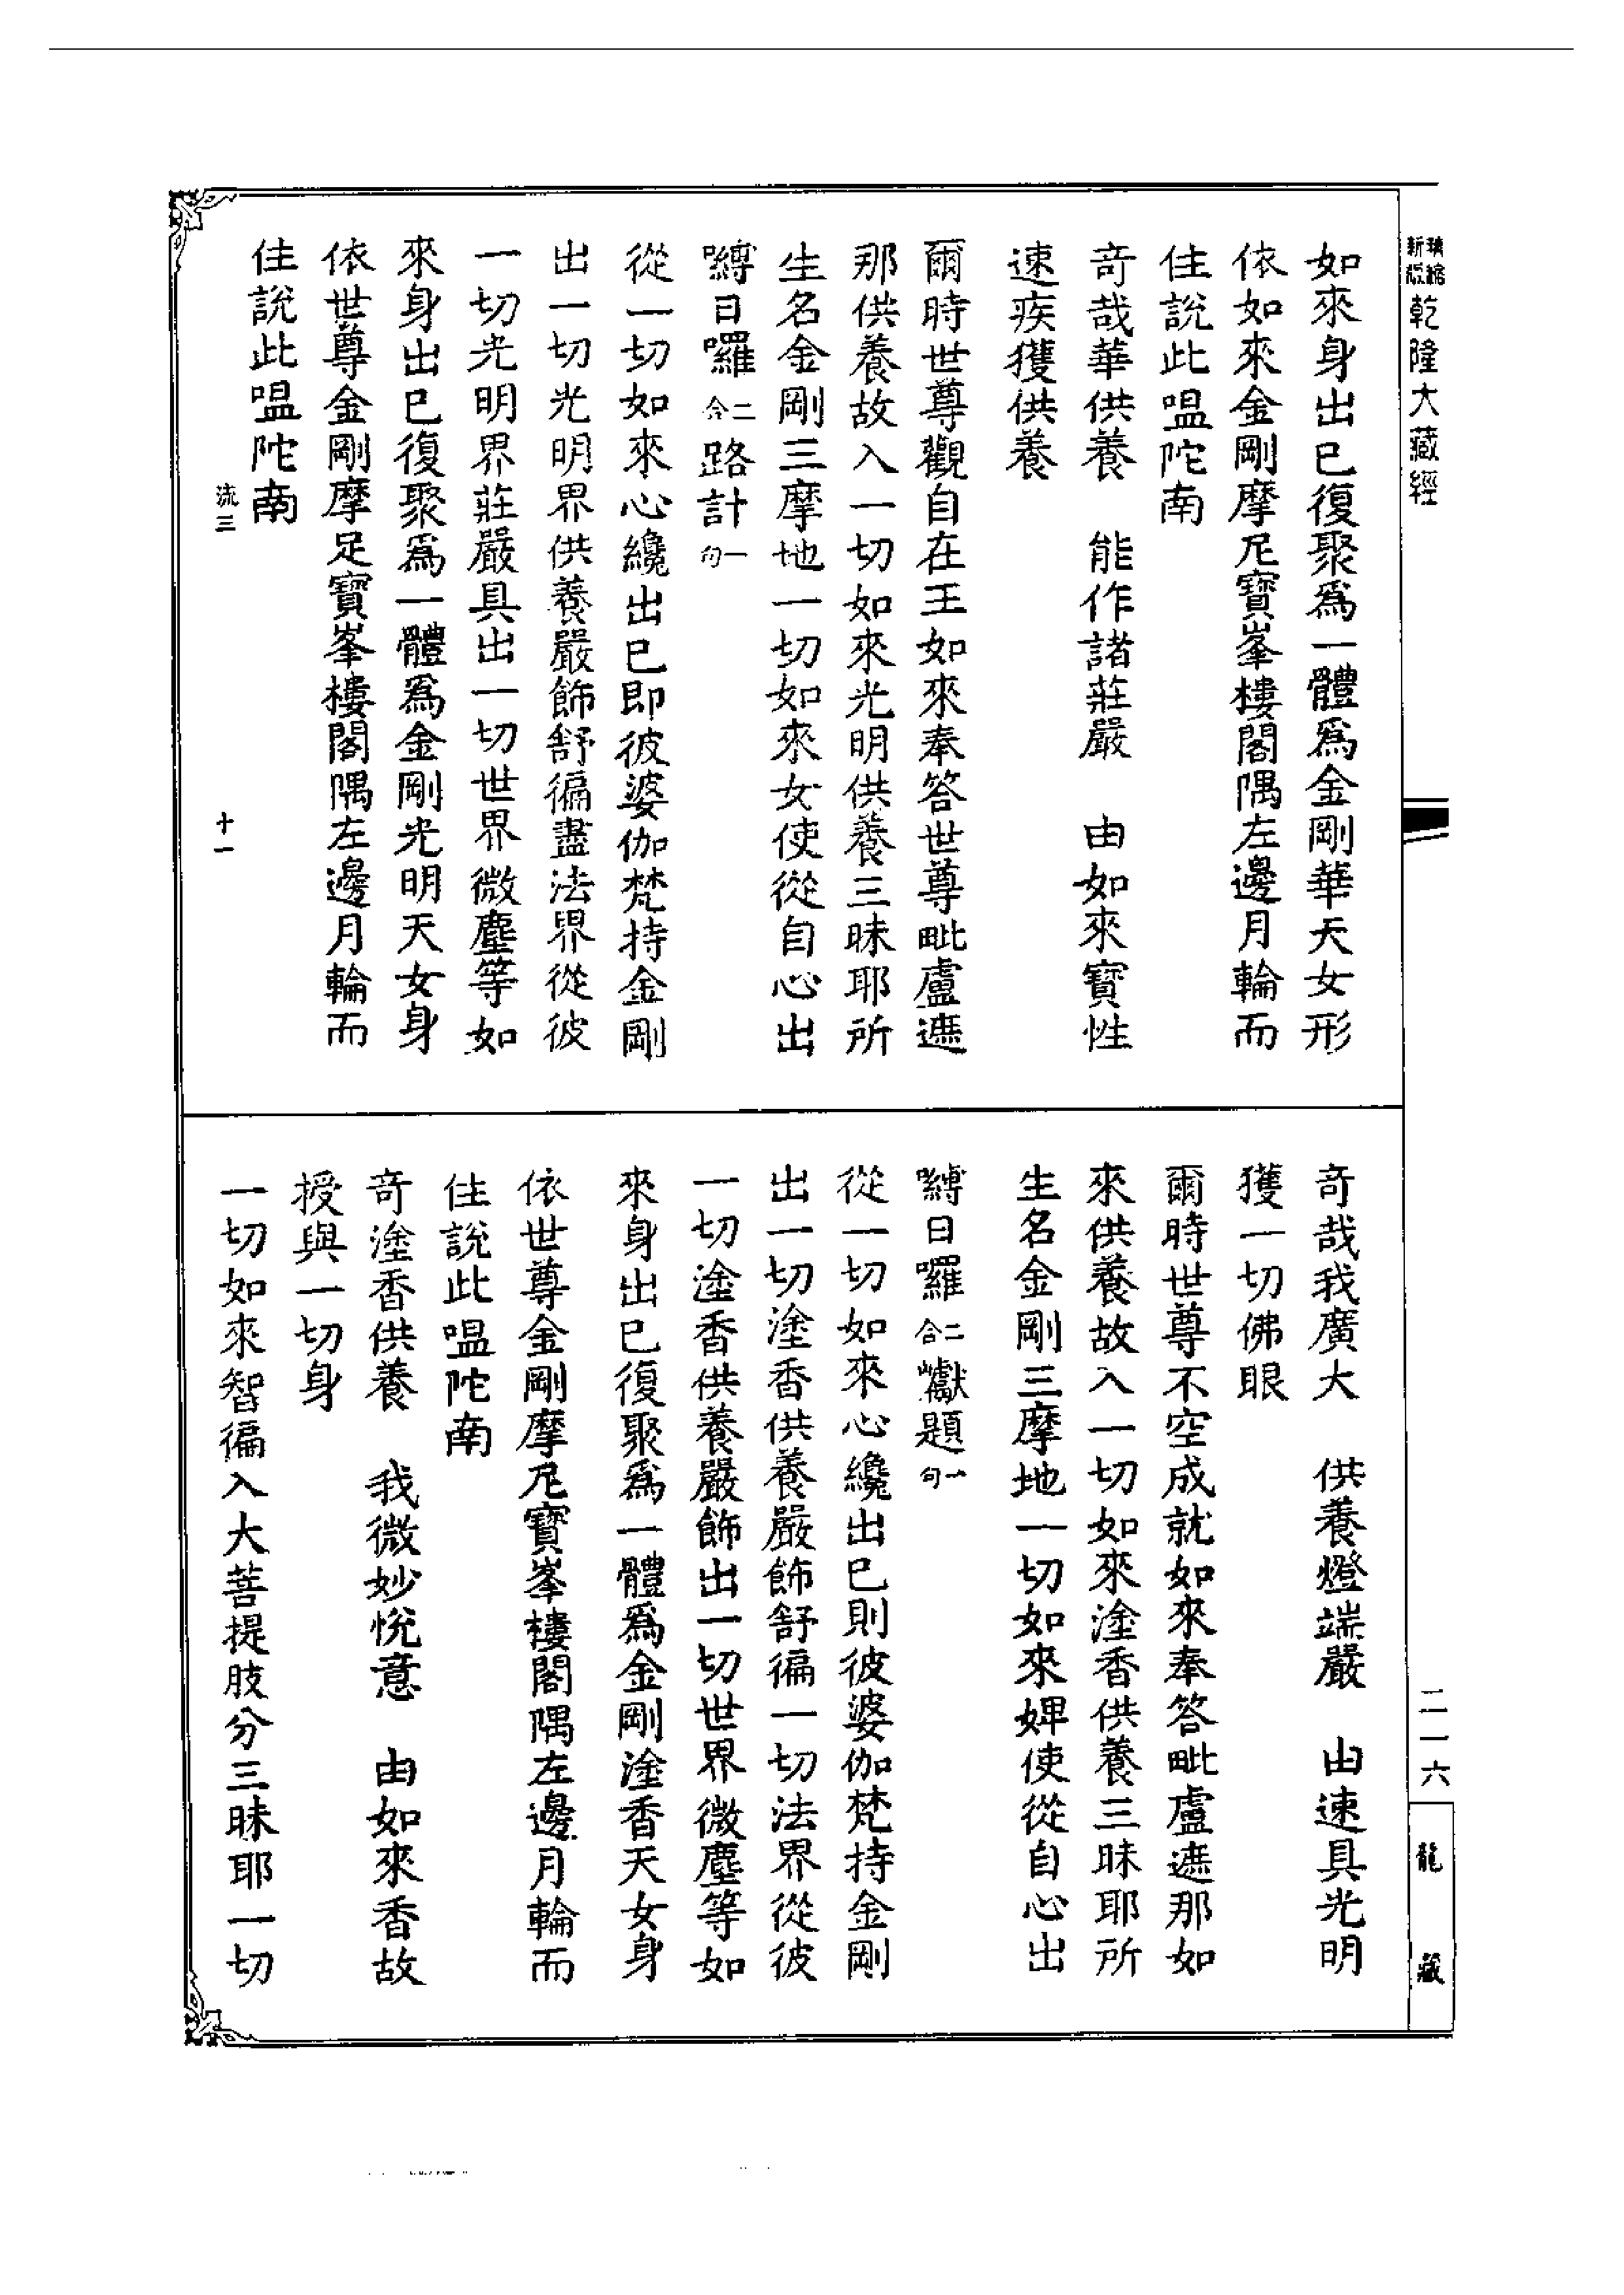 新編
縮版
乾隆大藏經
如來身出已復聚為一體為金剛華天女形
依如來金剛摩尼寶峯樓閣隅左邊月輪而
住說此嗢陀南
奇哉華供養　能作諸莊嚴　由如來寶性
速疾獲供養
爾時世尊觀自在王如來奉答世尊毗盧遮
那供養故入一切如來光明供養三昧耶所
生名金剛三摩地一切如來女使從自心出
嚩日囉二合路計一句
從一切如來心纔出已即彼婆伽梵持金剛
出一切光明界供養嚴飾舒徧盡法界從彼
一切光明界莊嚴具出一切世界微塵等如
來身出已復聚為一體為金剛光明天女身
依世尊金剛摩尼寶峯樓閣隅左邊月輪而
住說此嗢陀南
流三
十一
奇哉我廣大　供養燈端嚴　由速具光明
獲一切佛眼
爾時世尊不空成就如來奉答毗盧遮那如
來供養故入一切如來塗香供養三昧耶所
生名金剛三摩地一切如來婢使從自心出
嚩日囉二合巘題一句
從一切如來心纔出已則彼婆伽梵持金剛
出一切塗香供養嚴飾舒徧一切法界從彼
一切塗香供養嚴飾出一切世界微塵等如
來身出已復聚為一體為金剛塗香天女身
依世尊金剛摩尼寶峯樓閣隅左邊月輪而
住說此嗢陀南
奇塗香供養　我微妙悅意　由如來香故
授與一切身
一切如來智徧入大菩提肢分三昧耶一切
二一六
龍藏